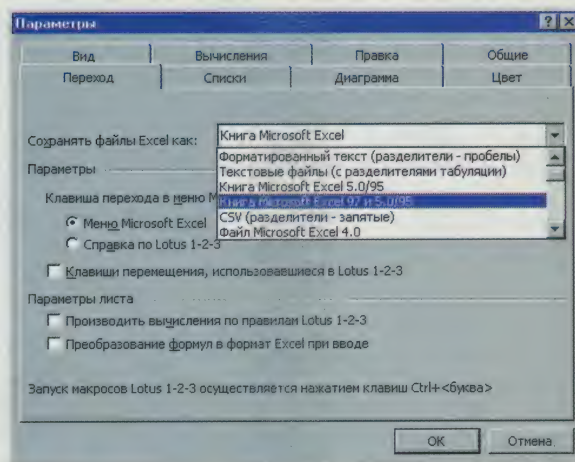 Параметры
Вид Вычисления Правка Общие
Переход Списки Диаграмма Цвет
Сохранять файлы Excel как: Книга Microsoft Excel
Форматированный текст (разделители - пробелы)
Текстовые файлы (с разделителями табуляции)
Книга Microsoft Excel 5.0/95
Книга Microsoft Excel 97 и 5.0/95
CSV (разделители - запятые)
Файл Microsoft Excel 4.0
Параметры
Клавиша перехода в меню M
Меню Microsoft Excel
Справка по Lotus 1-2-3
Клавиши перемещения, использовавшиеся в Lotus 1-2-3
Параметры листа
Производить вычисления по правилам Lotus 1-2-3
Преобразование формул в формат Excel при вводе
Запуск макросов Lotus 1-2-3 осуществляется нажатием клавиш Ctrl+<буква>
OK Отмена